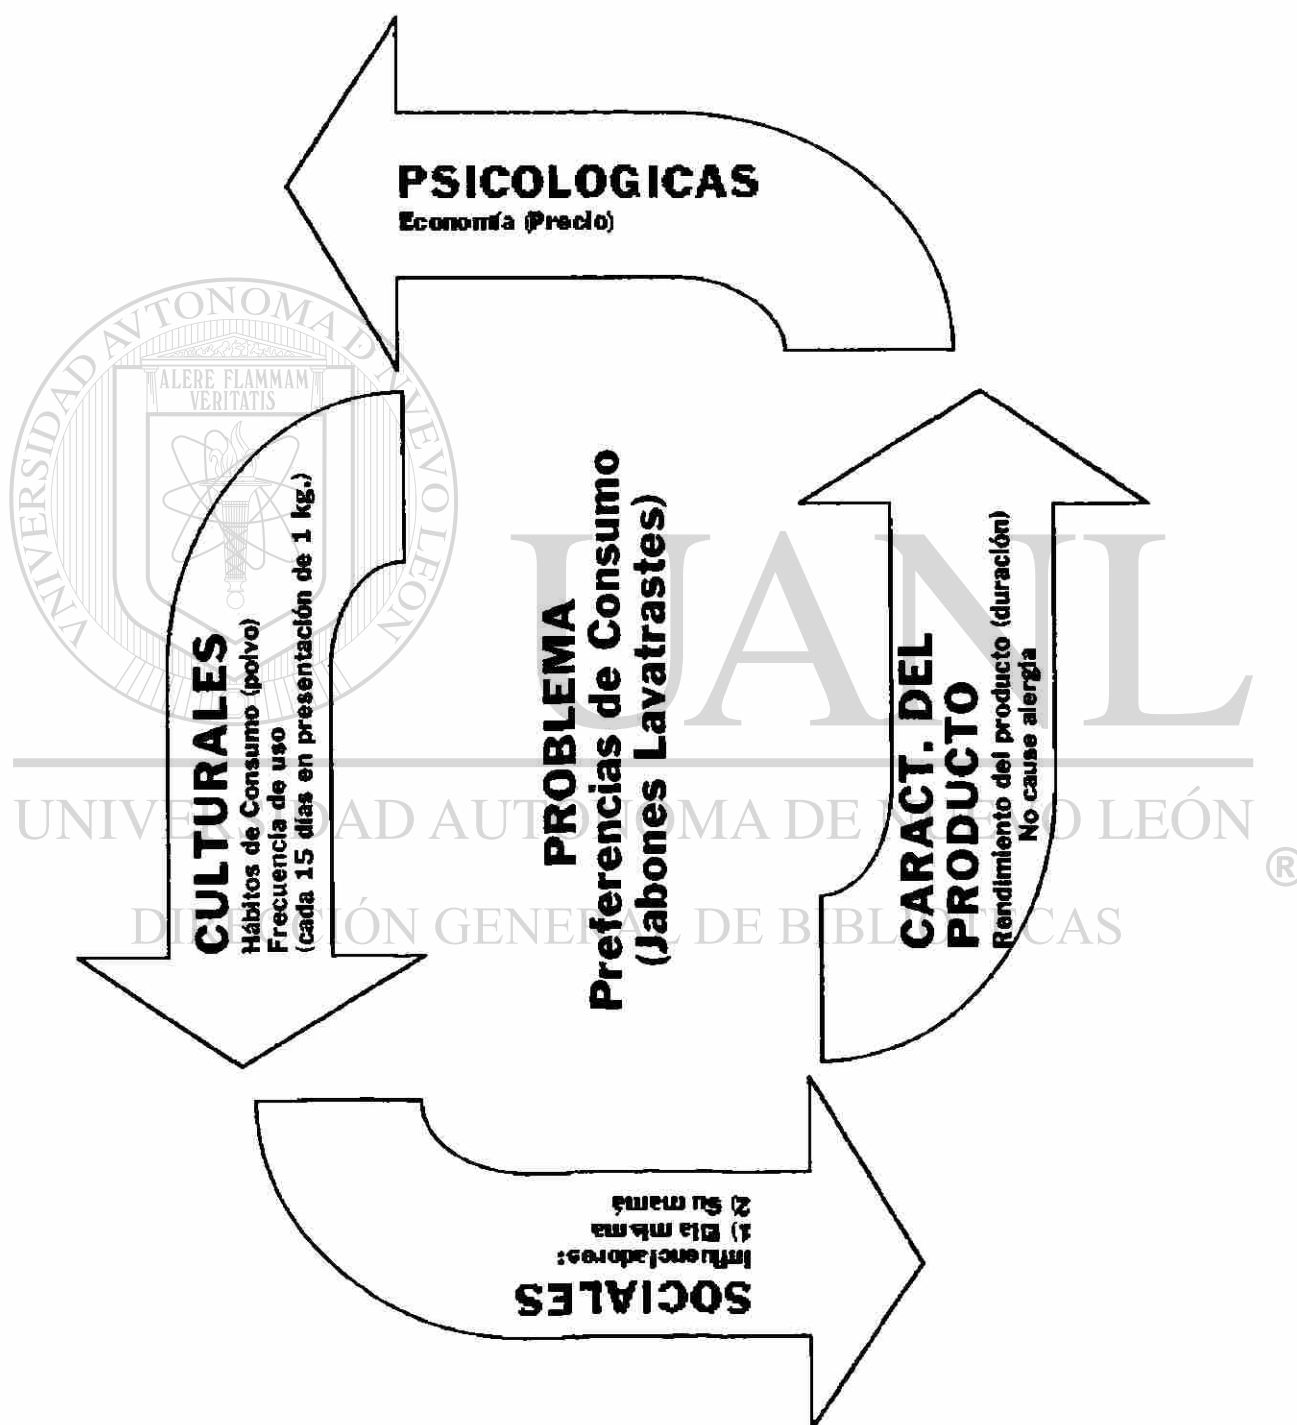 PSICOLOGICAS
Economía (Precio)
CULTURALES
Hábitos de Consumo (polvo)
Frecuencia de uso
(cada 15 días en presentación de 1 kg.)
PROBLEMA
Preferencias de Consumo
(Jabones Lavatrastes)
CARACT. DEL
PRODUCTO
Rendimiento del producto (duración)
No cause alergia
SOCIALES
Influenciadores:
1) Ella misma
2) Su mamá
UNIVERSIDAD AVTONOMA D NVEVO LEON
ALERE FLAMMAM
VERITATIS
UANL
UNIVERSIDAD AUTÓNOMA DE NUEVO LEÓN
®
DIRECCIÓN GENERAL DE BIBLIOTECAS